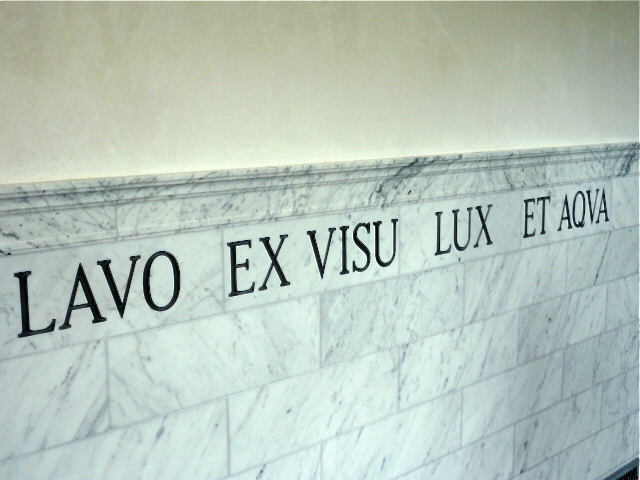 LAVO EX VISU LUX ET AQVA